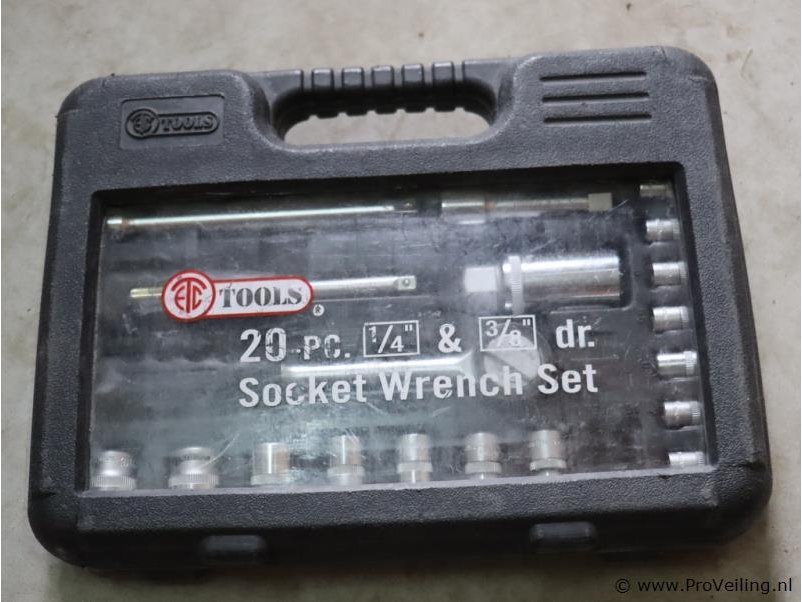 ETC TOOLS
ETC TOOLS ®
20 PC. 1/4" & 3/8" dr.
Socket Wrench Set
© www.ProVeiling.nl